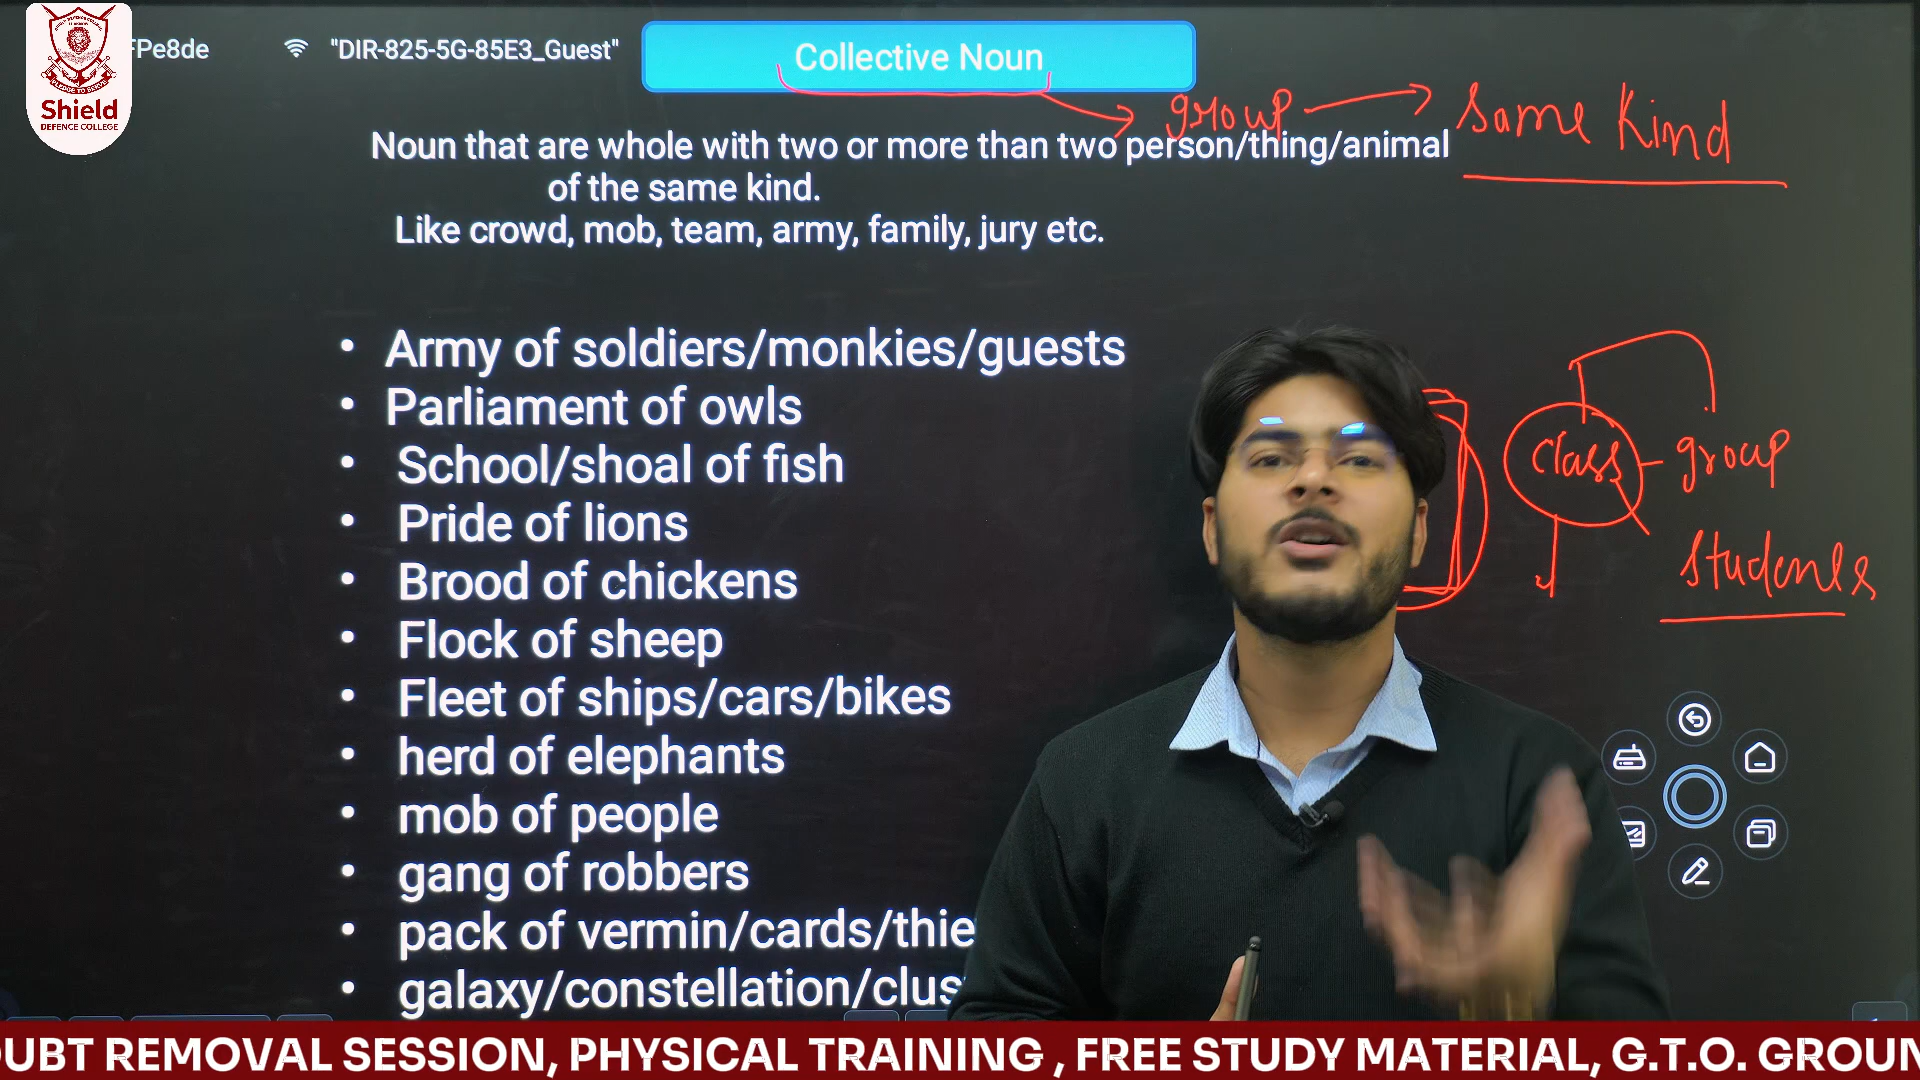 FPe8de
"DIR-825-5G-85E3_Guest"
Shield
DEFENCE COLLEGE
Collective Noun
group
Same Kind
Noun that are whole with two or more than two person/thing/animal
of the same kind.
Like crowd, mob, team, army, family, jury etc.
• Army of soldiers/monkies/guests
• Parliament of owls
• School/shoal of fish
• Pride of lions
• Brood of chickens
• Flock of sheep
• Fleet of ships/cars/bikes
• herd of elephants
• mob of people
• gang of robbers
• pack of vermin/cards/thie
• galaxy/constellation/clus
class
group
students
OUBT REMOVAL SESSION, PHYSICAL TRAINING , FREE STUDY MATERIAL, G.T.O. GROUN